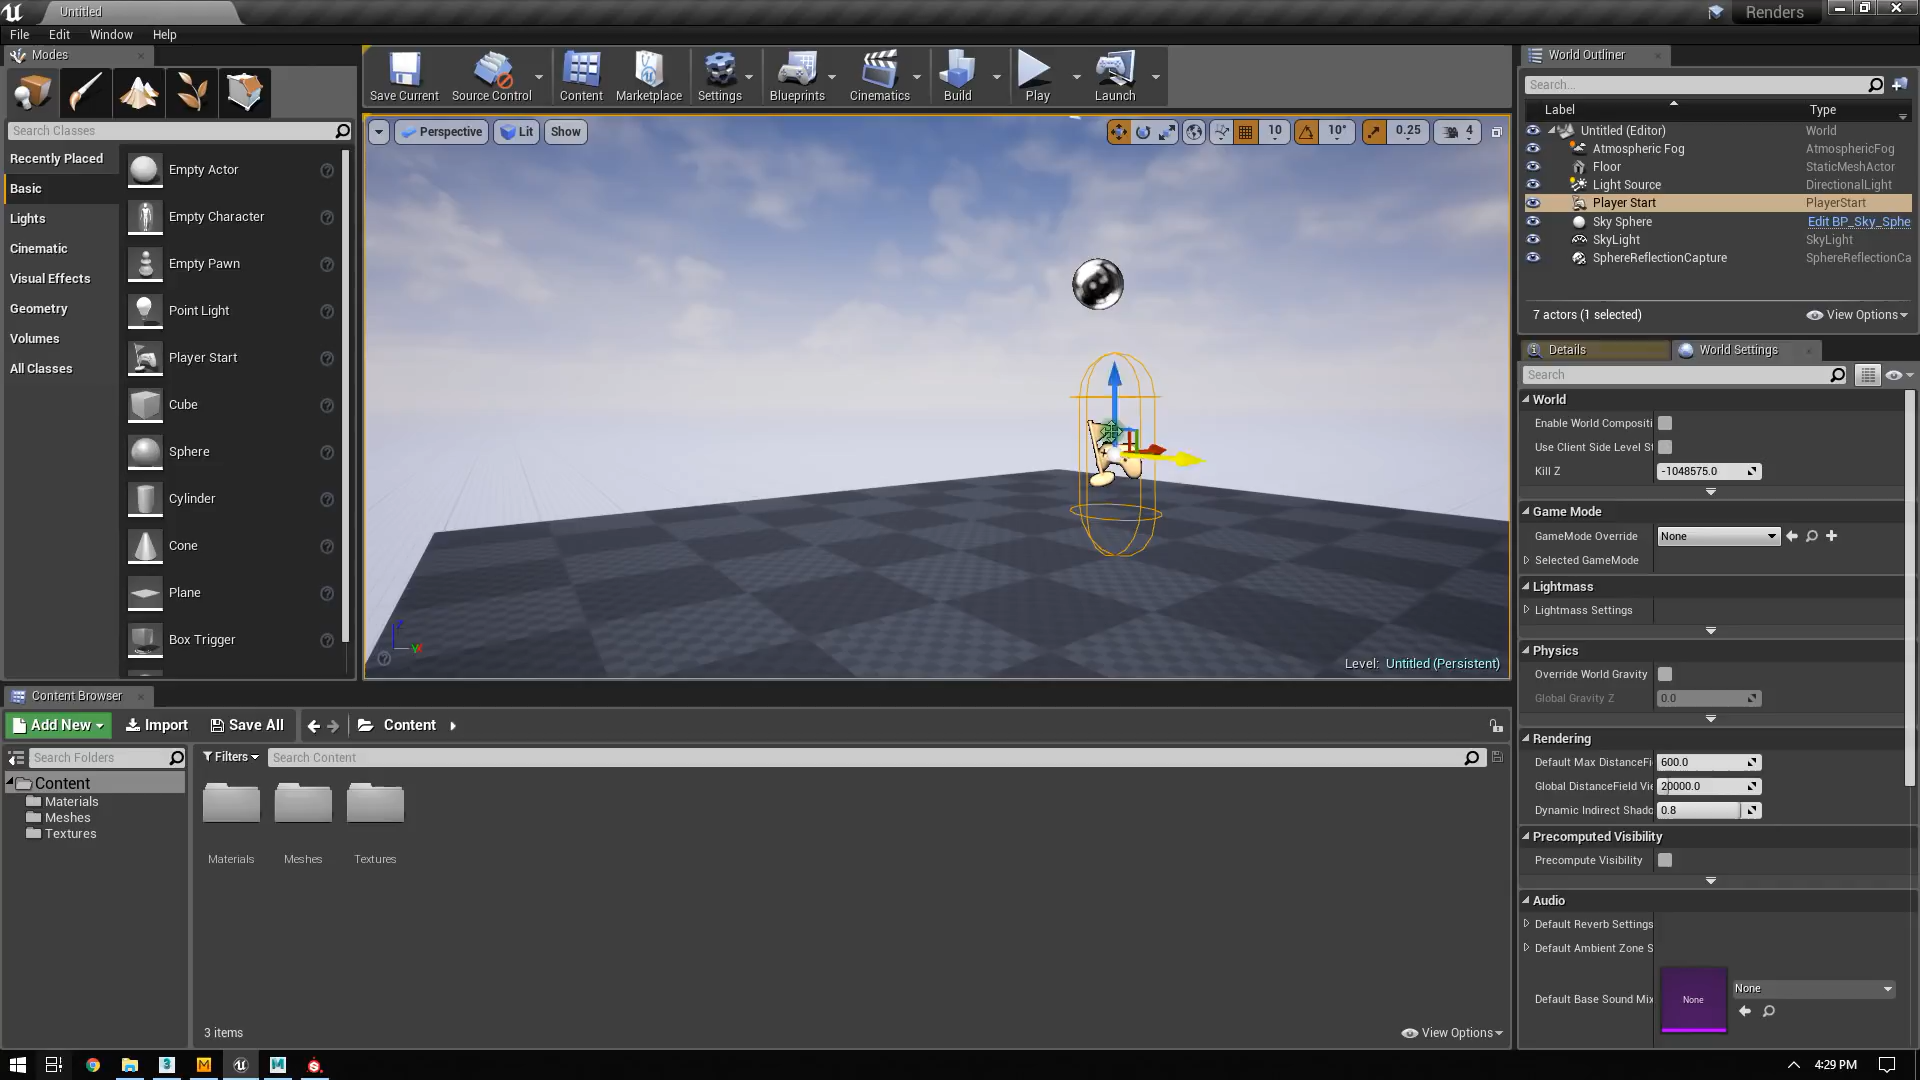 Untitled
Renders
File Edit Window Help
Modes
Search Classes
Recently Placed
Basic
Lights
Cinematic
Visual Effects
Geometry
Volumes
All Classes
Empty Actor
Empty Character
Empty Pawn
Point Light
Player Start
Cube
Sphere
Cylinder
Cone
Plane
Box Trigger
Save Current Source Control Content Marketplace Settings Blueprints Cinematics Build Play Launch
Perspective Lit Show
10 10° 0.25 4
Level: Untitled (Persistent)
World Outliner
Search...
Label Type
Untitled (Editor) World
Atmospheric Fog AtmosphericFog
Floor StaticMeshActor
Light Source DirectionalLight
Player Start PlayerStart
Sky Sphere Edit BP_Sky_Sphe
SkyLight SkyLight
SphereReflectionCapture SphereReflectionCa
7 actors (1 selected) View Options
Details World Settings
Search
World
Enable World Compositi
Use Client Side Level S
Kill Z -1048575.0
Game Mode
GameMode Override None
Selected GameMode
Lightmass
Lightmass Settings
Physics
Override World Gravity
Global Gravity Z 0.0
Rendering
Default Max DistanceFi 600.0
Global DistanceField Vie 20000.0
Dynamic Indirect Shado 0.8
Precomputed Visibility
Precompute Visibility
Audio
Default Reverb Settings
Default Ambient Zone S
Default Base Sound Mix None None
Content Browser
Add New Import Save All Content
Search Folders
Filters Search Content
Content
Materials
Meshes
Textures
Materials Meshes Textures
3 items View Options
4:29 PM